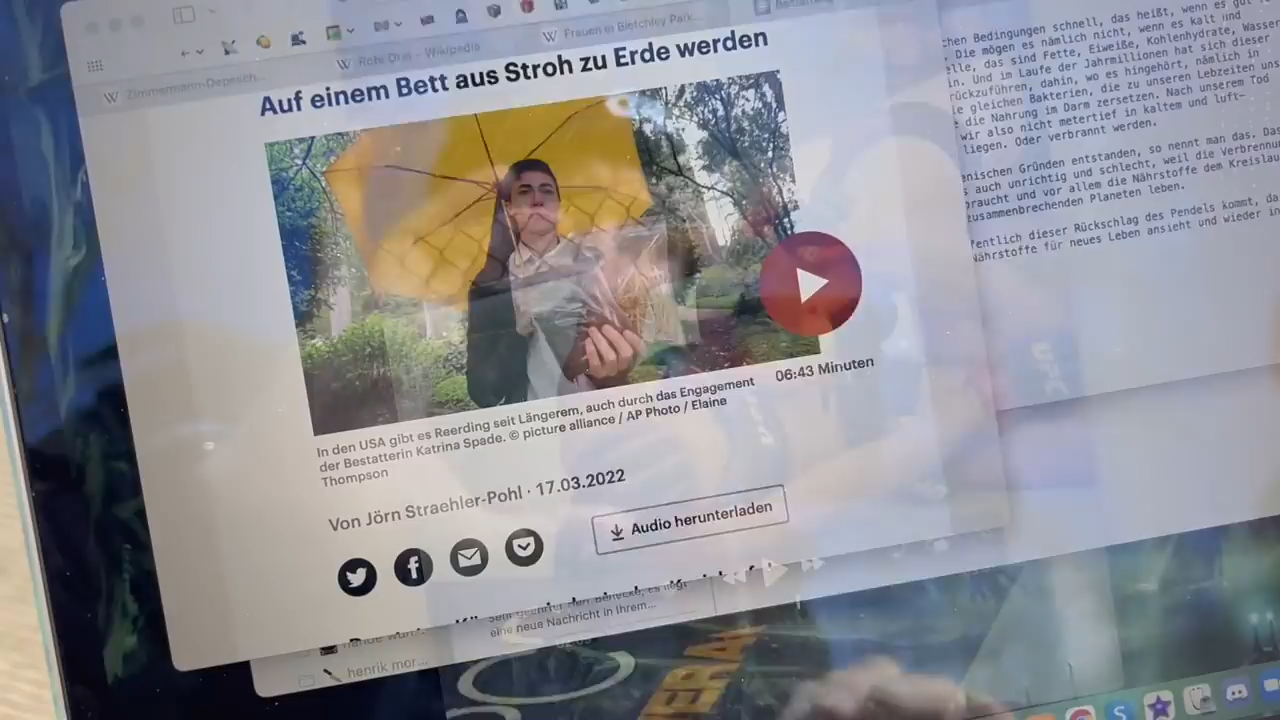 Zimmermann-Depesch...
Rote Drei – Wikipedia
Frauen in Bletchley Park...
Auf einem Bett aus Stroh zu Erde werden
06:43 Minuten
In den USA gibt es Reerding seit Längerem, auch durch das Engagement
der Bestatterin Katrina Spade. © picture alliance / AP Photo / Elaine
Thompson
Von Jörn Straehler-Pohl · 17.03.2022
Audio herunterladen
eine neue Nachricht in Ihrem...
henrik mor...
chen Bedingungen schnell, das heißt, wenn es gut
. Die mögen es nämlich nicht, wenn es kalt und
elle, das sind Fette, Eiweiße, Kohlenhydrate, Wasser
n. Und im Laufe der Jahrmillionen hat sich dieser
rückzuführen, dahin, wo es hingehört, nämlich in
le gleichen Bakterien, die zu unseren Lebzeiten uns
die Nahrung im Darm zersetzen. Nach unserem Tod
wir also nicht metertief in kaltem und luft-
liegen. Oder verbrannt werden.
enischen Gründen entstanden, so nennt man das. Das
s auch unrichtig und schlecht, weil die Verbrennu
braucht und vor allem die Nährstoffe dem Kreislau
zusammenbrechenden Planeten leben.
fentlich dieser Rückschlag des Pendels kommt, da
Nährstoffe für neues Leben ansieht und wieder in